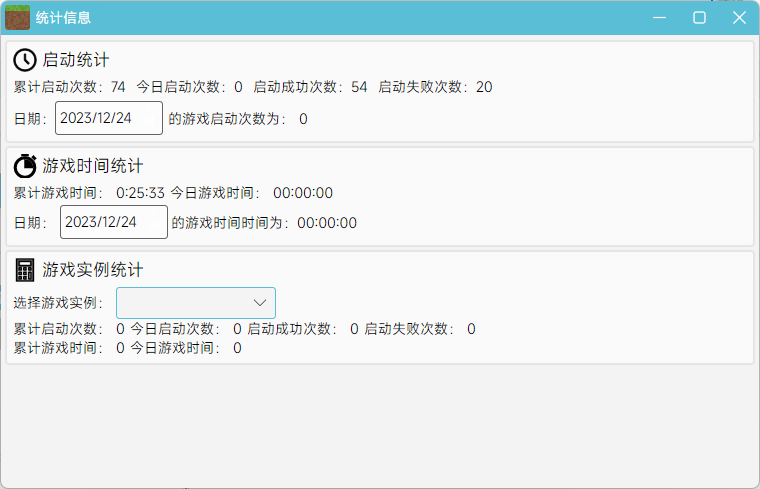 统计信息
启动统计
累计启动次数：74 今日启动次数：0 启动成功次数：54 启动失败次数：20
日期：2023/12/24 的游戏启动次数为： 0
游戏时间统计
累计游戏时间： 0:25:33 今日游戏时间： 00:00:00
日期： 2023/12/24 的游戏时间时间为：00:00:00
游戏实例统计
选择游戏实例：
累计启动次数： 0 今日启动次数： 0 启动成功次数： 0 启动失败次数： 0
累计游戏时间： 0 今日游戏时间： 0